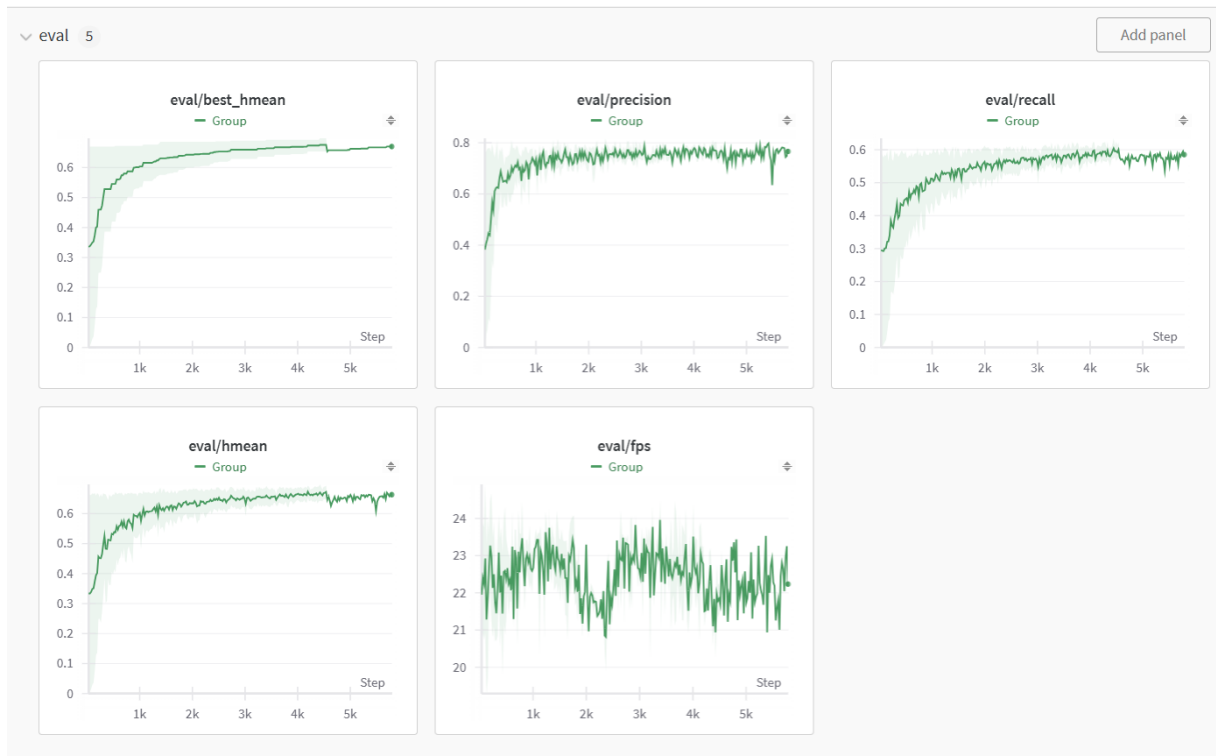 eval 5
Add panel
eval/best_hmean
Group
0.6
0.5
0.4
0.3
0.2
0.1
0
Step
1k 2k 3k 4k 5k
eval/precision
Group
0.8
0.6
0.4
0.2
0
Step
1k 2k 3k 4k 5k
eval/recall
Group
0.6
0.5
0.4
0.3
0.2
0.1
0
Step
1k 2k 3k 4k 5k
eval/hmean
Group
0.6
0.5
0.4
0.3
0.2
0.1
0
Step
1k 2k 3k 4k 5k
eval/fps
Group
24
23
22
21
20
Step
1k 2k 3k 4k 5k